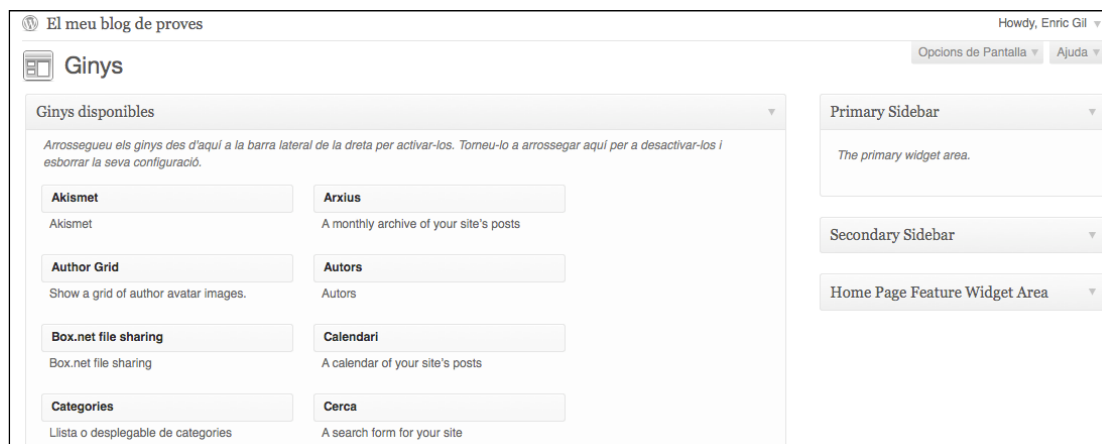 El meu blog de proves
Howdy, Enric Gil
Opcions de Pantalla
Ajuda
Ginys
Ginys disponibles
Arrossegueu els ginys des d'aquí a la barra lateral de la dreta per activar-los. Torneu-lo a arrossegar aquí per a desactivar-los i
esborrar la seva configuració.
Akismet
Akismet
Arxius
A monthly archive of your site's posts
Author Grid
Show a grid of author avatar images.
Autors
Autors
Box.net file sharing
Box.net file sharing
Calendari
A calendar of your site's posts
Categories
Llista o desplegable de categories
Cerca
A search form for your site
Primary Sidebar
The primary widget area.
Secondary Sidebar
Home Page Feature Widget Area